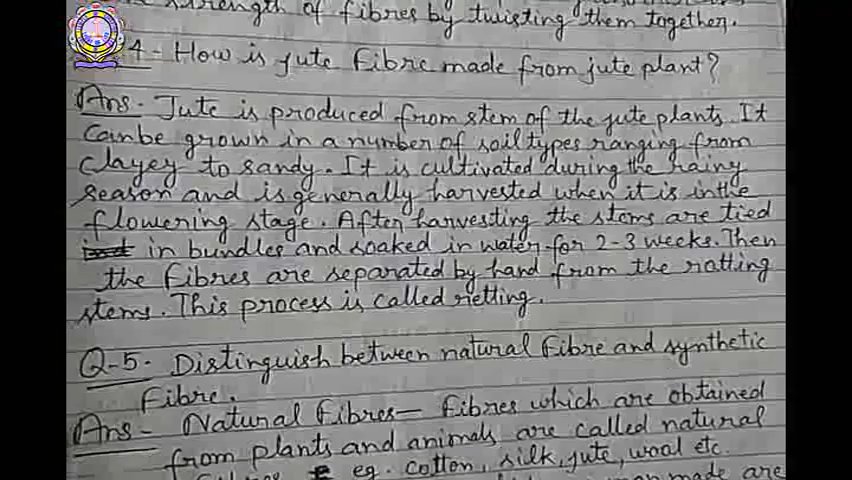 strength of fibres by twisting them together.
4 - How is jute fibre made from jute plant?
Ans - Jute is produced from stem of the jute plants. It
can be grown in a number of soil types ranging from
clayey to sandy. It is cultivated during the rainy
season and is generally harvested when it is in the
flowering stage. After harvesting the stems are tied
in bundles and soaked in water for 2-3 weeks. Then
the fibres are separated by hand from the rotting
stems. This process is called retting.
Q-5- Distinguish between natural fibre and synthetic
fibre.
Ans - Natural fibres - fibres which are obtained
from plants and animals are called natural
eg. cotton, silk, jute, wool etc.
made are